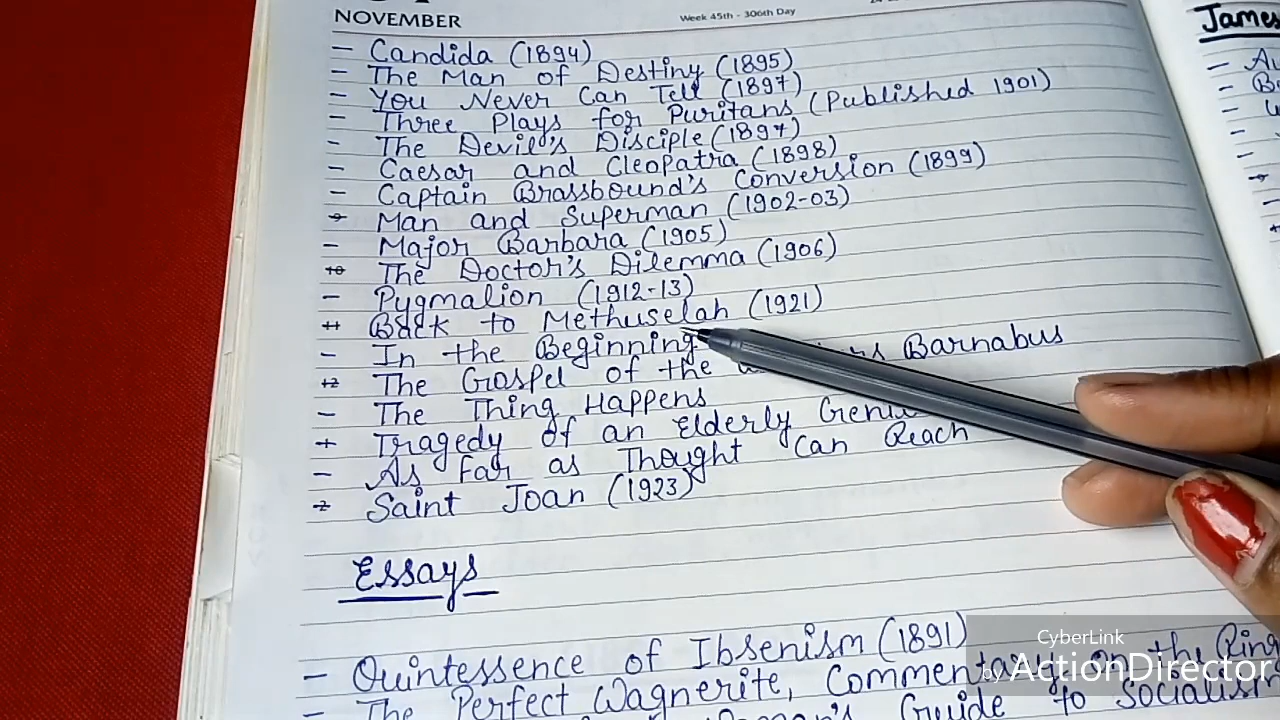 NOVEMBER
Week 45th - 306th Day
- Candida (1894)
- The Man of Destiny (1895)
- You Never Can Tell (1897)
- Three Plays for Puritans (Published 1901)
- The Devil's Disciple (1897)
- Caesar and Cleopatra (1898)
- Captain Brassbound's Conversion (1899)
- Man and Superman (1902-03)
- Major Barbara (1905)
- The Doctor's Dilemma (1906)
- Pygmalion (1912-13)
- Back to Methuselah (1921)
- In the Beginning
- The Gospel of the Barnabus
- The Thing Happens
- Tragedy of an Elderly
- As Far as Thought Can Reach
- Saint Joan (1923)
Essays
- Quintessence of Ibsenism (1891)
- The Perfect Wagnerite, Commentary on the Ring
Guide to Socialism
James
CyberLink
by ActionDirector